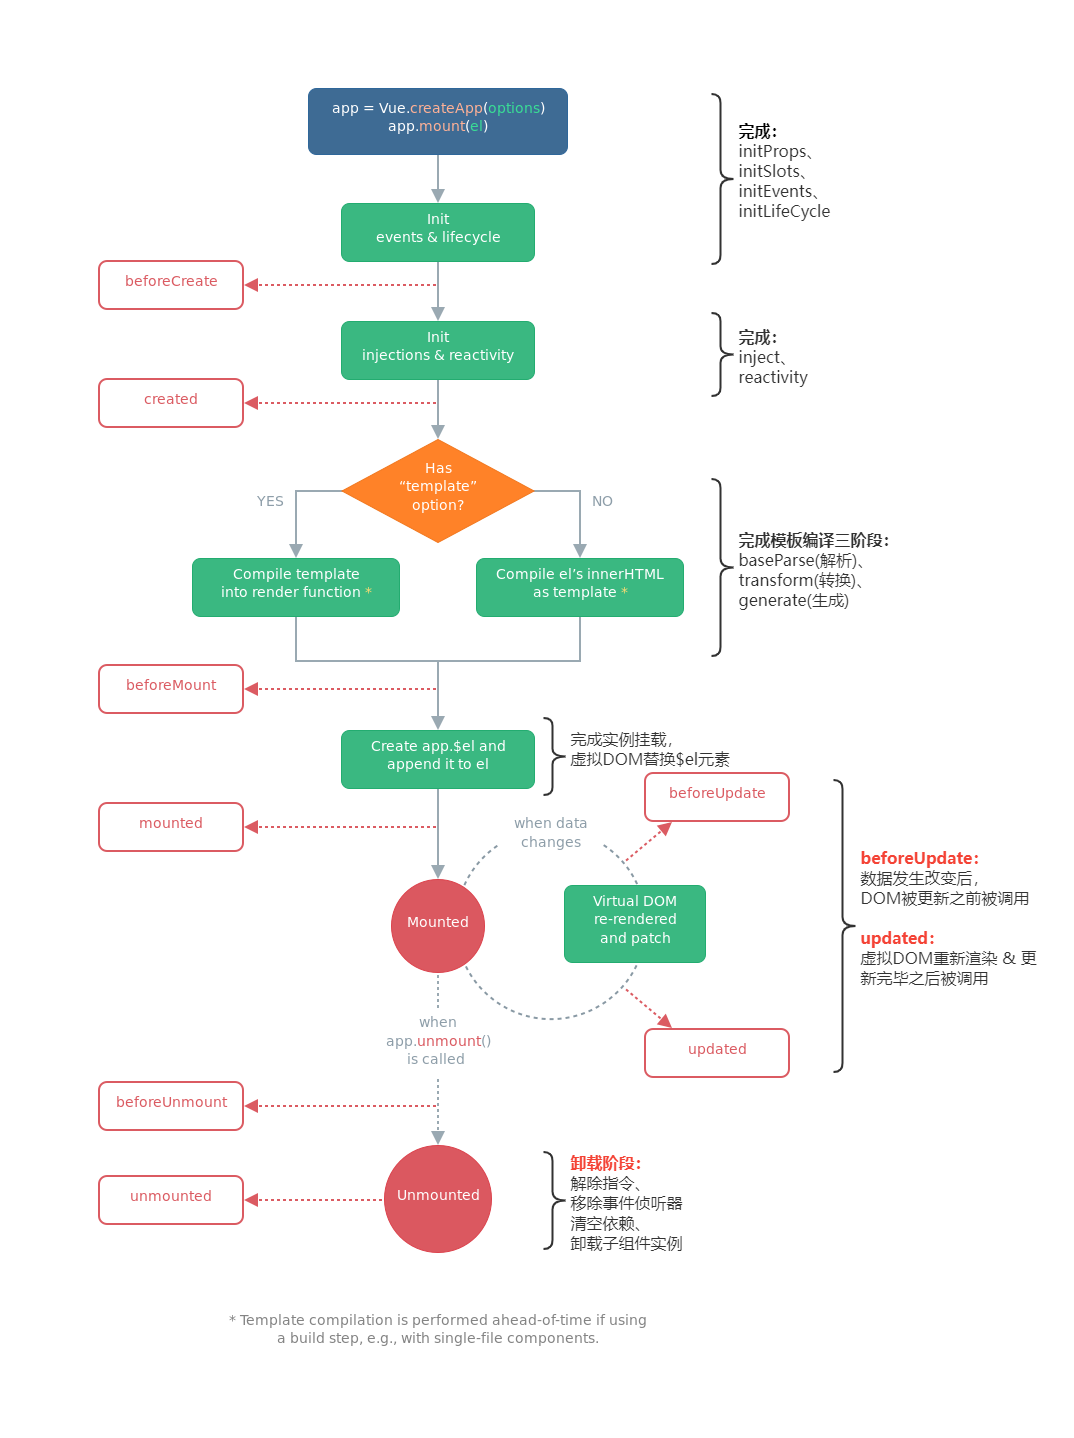 app = Vue.createApp(options)
app.mount(el)
完成：
initProps、
initSlots、
initEvents、
initLifeCycle
Init
events & lifecycle
beforeCreate
Init
injections & reactivity
完成：
inject、
reactivity
created
Has
“template”
option?
YES
NO
完成模板编译三阶段：
baseParse(解析)、
transform(转换)、
generate(生成)
Compile template
into render function *
Compile el’s innerHTML
as template *
beforeMount
Create app.$el and
append it to el
完成实例挂载，
虚拟DOM替换$el元素
beforeUpdate
mounted
when data
changes
beforeUpdate：
数据发生改变后，
DOM被更新之前被调用
updated：
虚拟DOM重新渲染 & 更
新完毕之后被调用
Mounted
Virtual DOM
re-rendered
and patch
when
app.unmount()
is called
updated
beforeUnmount
卸载阶段：
解除指令、
移除事件侦听器
清空依赖、
卸载子组件实例
unmounted
Unmounted
* Template compilation is performed ahead-of-time if using
a build step, e.g., with single-file components.